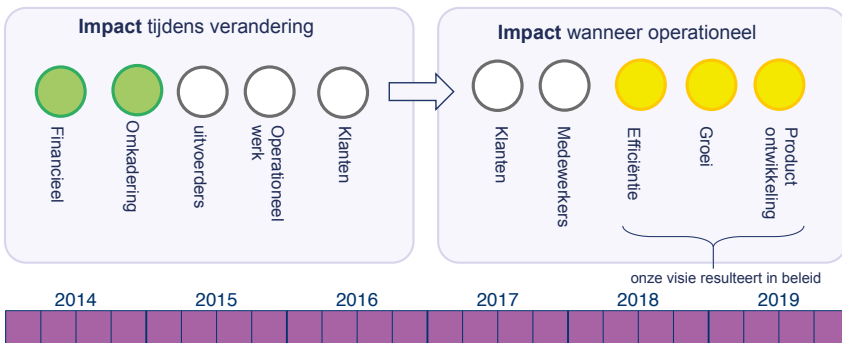 Impact tijdens verandering
Financieel
Omkadering
uitvoerders
Operationeel
werk
Klanten
Impact wanneer operationeel
Klanten
Medewerkers
Efficiëntie
Groei
Product
ontwikkeling
onze visie resulteert in beleid
2014 2015 2016 2017 2018 2019